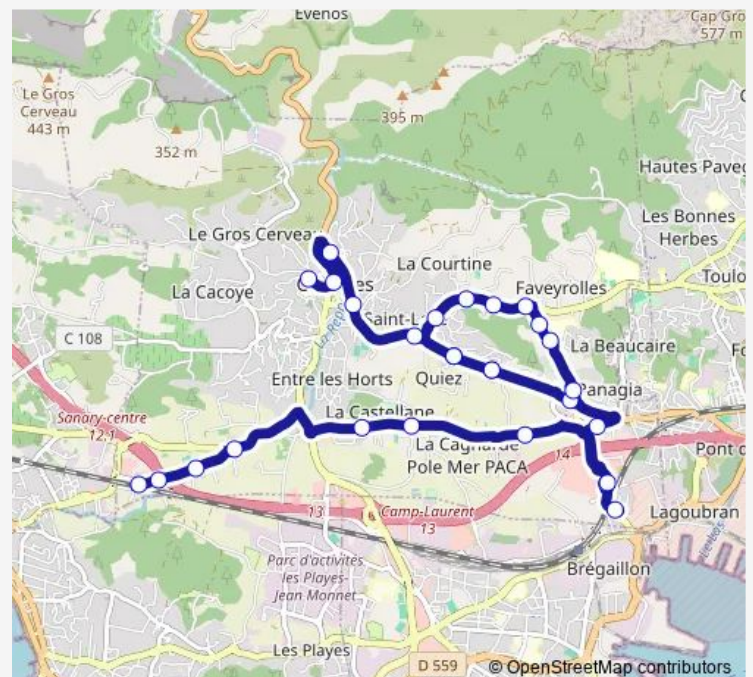 Evenos
Cap Gro
577 m
Le Gros
Cerveau
443 m
395 m
352 m
Hautes Paveg
Les Bonnes
Herbes
Le Gros Cerveau
La Courtine
Toulo
La Cacoye
Faveyrolles
C 108
La Beaucaire
Entre les Horts
Quiez
Panagia
Sanary-centre
12.1
La Castellane
La Cagnarde
Pole Mer PACA
14
Pont d
13
6
Camp-Laurent
13
Lagoubran
Brégaillon
Parc d'activités
les Playes-
Jean Monnet
Les Playes
D 559
© OpenStreetMap contributors